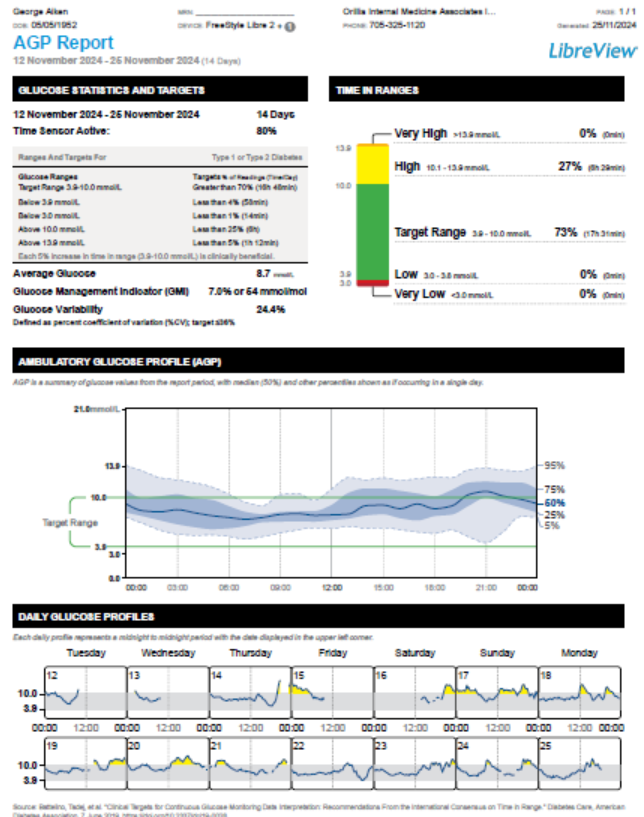 George Aiken
DOB: 05/05/1952
MRN:
DEVICE: FreeStyle Libre 2 +
Orillia Internal Medicine Associates I...
PHONE: 705-325-1120
PAGE: 1 / 1
Generated: 25/11/2024
AGP Report
12 November 2024 - 25 November 2024 (14 Days)
LibreView
GLUCOSE STATISTICS AND TARGETS
12 November 2024 - 25 November 2024 14 Days
Time Sensor Active: 80%
Ranges And Targets For Type 1 or Type 2 Diabetes
Glucose Ranges Targets % of Readings (Time/Day)
Target Range 3.9-10.0 mmol/L Greater than 70% (16h 48min)
Below 3.9 mmol/L Less than 4% (58min)
Below 3.0 mmol/L Less than 1% (14min)
Above 10.0 mmol/L Less than 25% (6h)
Above 13.9 mmol/L Less than 5% (1h 12min)
Each 5% increase in time in range (3.9-10.0 mmol/L) is clinically beneficial.
Average Glucose 8.7 mmol/L
Glucose Management Indicator (GMI) 7.0% or 54 mmol/mol
Glucose Variability 24.4%
Defined as percent coefficient of variation (%CV); target ≤36%
TIME IN RANGES
13.9
10.0
3.9
3.0
Very High >13.9 mmol/L 0% (0min)
High 10.1 - 13.9 mmol/L 27% (6h 29min)
Target Range 3.9 - 10.0 mmol/L 73% (17h 31min)
Low 3.0 - 3.8 mmol/L 0% (0min)
Very Low <3.0 mmol/L 0% (0min)
AMBULATORY GLUCOSE PROFILE (AGP)
AGP is a summary of glucose values from the report period, with median (50%) and other percentiles shown as if occurring in a single day.
21.0 mmol/L
13.9
10.0
Target Range
3.9
3.0
0.0
95%
75%
50%
25%
5%
00:00 03:00 06:00 09:00 12:00 15:00 18:00 21:00 00:00
DAILY GLUCOSE PROFILES
Each daily profile represents a midnight to midnight period with the date displayed in the upper left corner.
Tuesday Wednesday Thursday Friday Saturday Sunday Monday
12 13 14 15 16 17 18
10.0
3.9
00:00 12:00 00:00 12:00 00:00 12:00 00:00 12:00 00:00 12:00 00:00 12:00 00:00 12:00 00:00
19 20 21 22 23 24 25
10.0
3.9
Source: Battelino, Tadej, et al. "Clinical Targets for Continuous Glucose Monitoring Data Interpretation: Recommendations From the International Consensus on Time in Range." Diabetes Care, American
Diabetes Association, 7 June 2019,